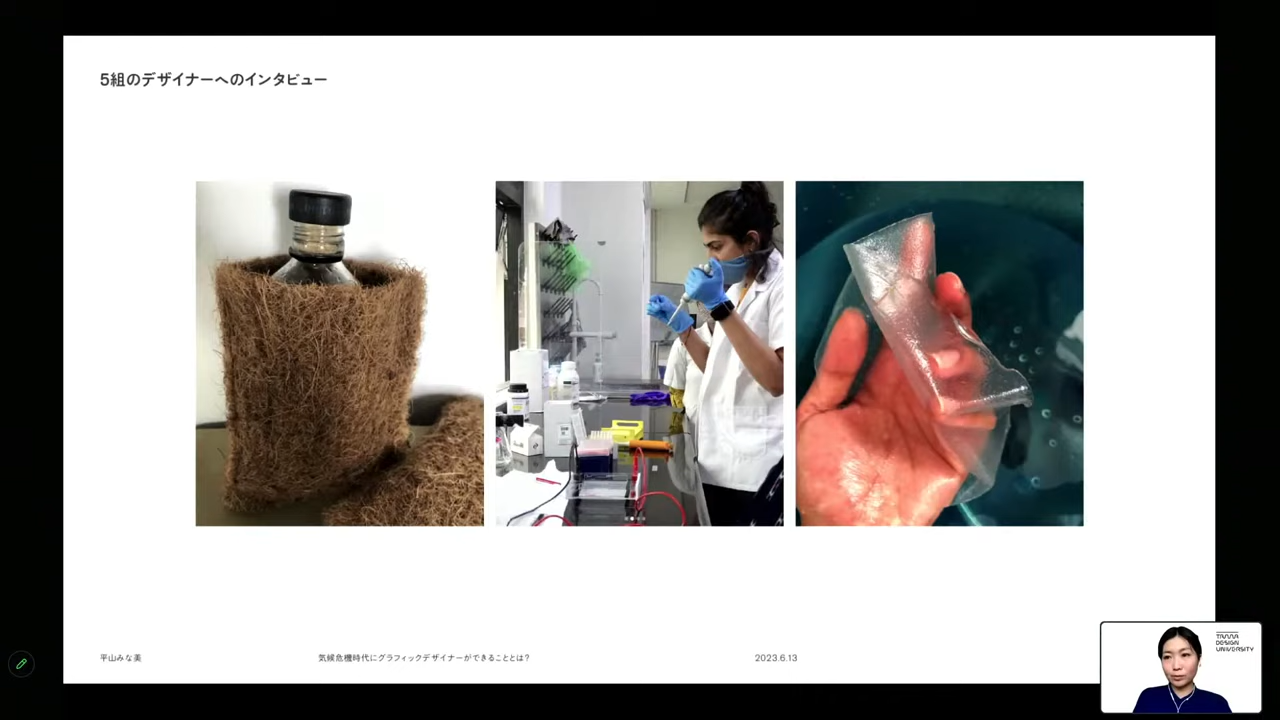 5組のデザイナーへのインタビュー
平山みな美
気候危機時代にグラフィックデザイナーができることとは?
2023.6.13
TAMA
DESIGN
UNIVERSITY